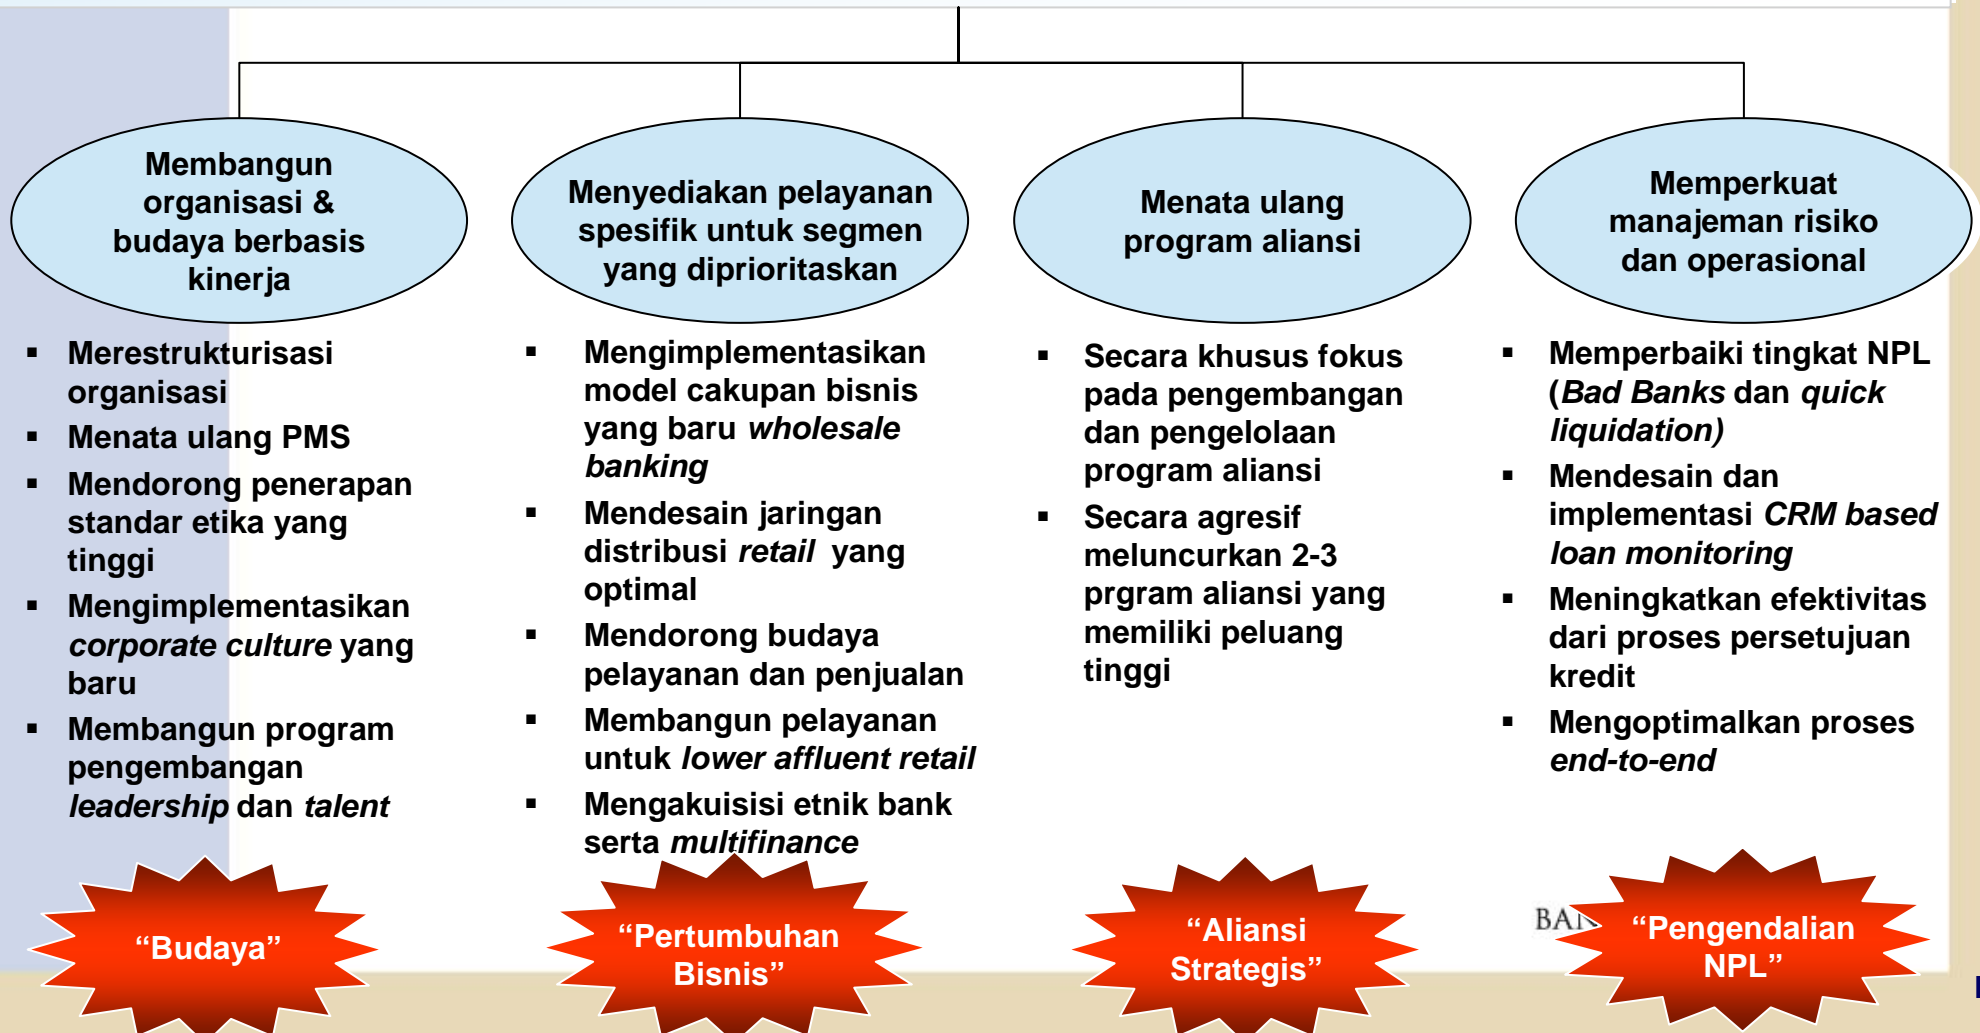 Membangun
organisasi &
budaya berbasis
kinerja
▪ Merestrukturisasi
organisasi
▪ Menata ulang PMS
▪ Mendorong penerapan
standar etika yang
tinggi
▪ Mengimplementasikan
corporate culture yang
baru
▪ Membangun program
pengembangan
leadership dan talent
“Budaya”
Menyediakan pelayanan
spesifik untuk segmen
yang diprioritaskan
▪ Mengimplementasikan
model cakupan bisnis
yang baru wholesale
banking
▪ Mendesain jaringan
distribusi retail yang
optimal
▪ Mendorong budaya
pelayanan dan penjualan
▪ Membangun pelayanan
untuk lower affluent retail
▪ Mengakuisisi etnik bank
serta multifinance
“Pertumbuhan
Bisnis”
Menata ulang
program aliansi
▪ Secara khusus fokus
pada pengembangan
dan pengelolaan
program aliansi
▪ Secara agresif
meluncurkan 2-3
prgram aliansi yang
memiliki peluang
tinggi
“Aliansi
Strategis”
Memperkuat
manajeman risiko
dan operasional
▪ Memperbaiki tingkat NPL
(Bad Banks dan quick
liquidation)
▪ Mendesain dan
implementasi CRM based
loan monitoring
▪ Meningkatkan efektivitas
dari proses persetujuan
kredit
▪ Mengoptimalkan proses
end-to-end
“Pengendalian
NPL”